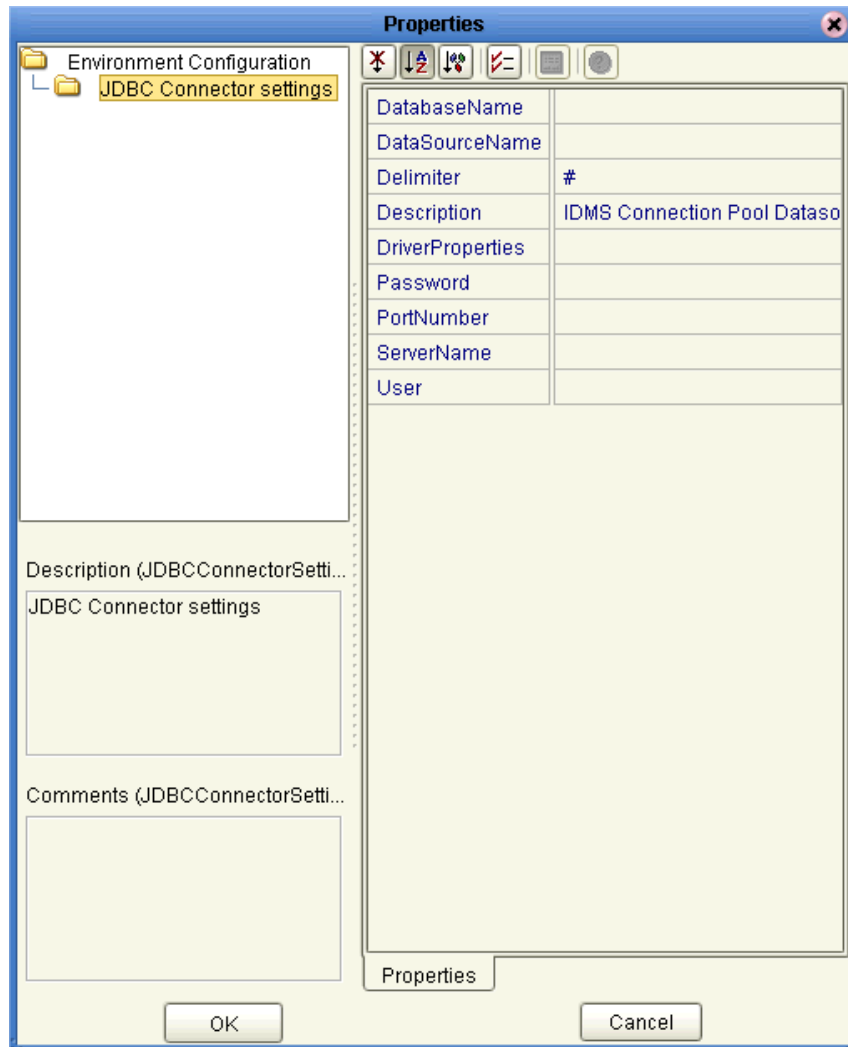 Properties
Environment Configuration
JDBC Connector settings
DatabaseName
DataSourceName
Delimiter #
Description IDMS Connection Pool Dataso
DriverProperties
Password
PortNumber
ServerName
User
Description (JDBCConnectorSetti...
JDBC Connector settings
Comments (JDBCConnectorSetti...
Properties
OK
Cancel